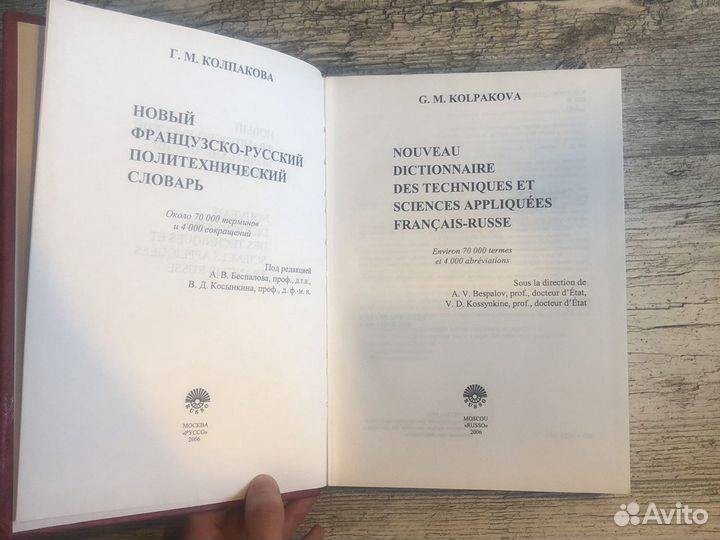 Г. М. КОЛПАКОВА
НОВЫЙ
ФРАНЦУЗСКО-РУССКИЙ
ПОЛИТЕХНИЧЕСКИЙ
СЛОВАРЬ
Около 70 000 терминов
и 4 000 сокращений
Под редакцией
А. В. Беспалова, проф., д.т.н.,
В. Д. Косынкина, проф., д. ф.-м. н.
RUSSO
МОСКВА
«РУССО»
2006
G. M. KOLPAKOVA
NOUVEAU
DICTIONNAIRE
DES TECHNIQUES ET
SCIENCES APPLIQUÉES
FRANÇAIS-RUSSE
Environ 70 000 termes
et 4 000 abréviations
Sous la direction de
A. V. Bespalov, prof., docteur d'État,
V. D. Kossynkine, prof., docteur d'État
RUSSO
MOSCOU
«RUSSO»
2006
Avito